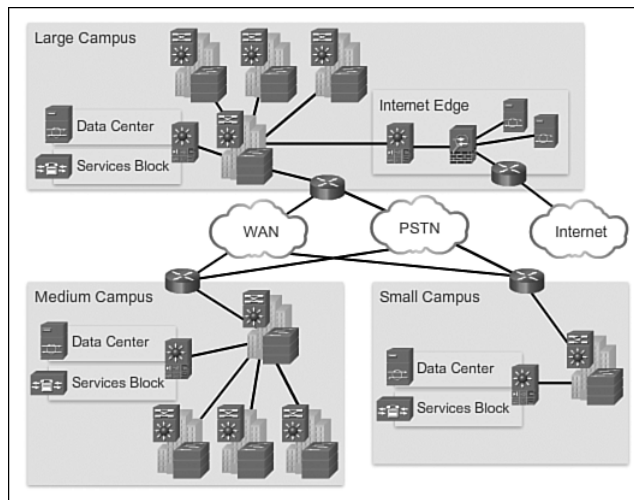 Large Campus
Internet Edge
Data Center
Services Block
WAN
PSTN
Internet
Medium Campus
Data Center
Services Block
Small Campus
Data Center
Services Block